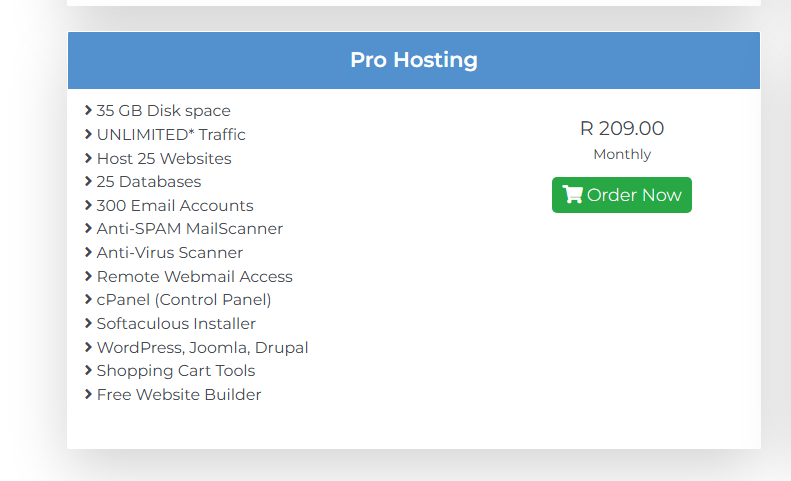 Pro Hosting
35 GB Disk space
UNLIMITED* Traffic
Host 25 Websites
25 Databases
300 Email Accounts
Anti-SPAM MailScanner
Anti-Virus Scanner
Remote Webmail Access
cPanel (Control Panel)
Softaculous Installer
WordPress, Joomla, Drupal
Shopping Cart Tools
Free Website Builder
R 209.00
Monthly
Order Now